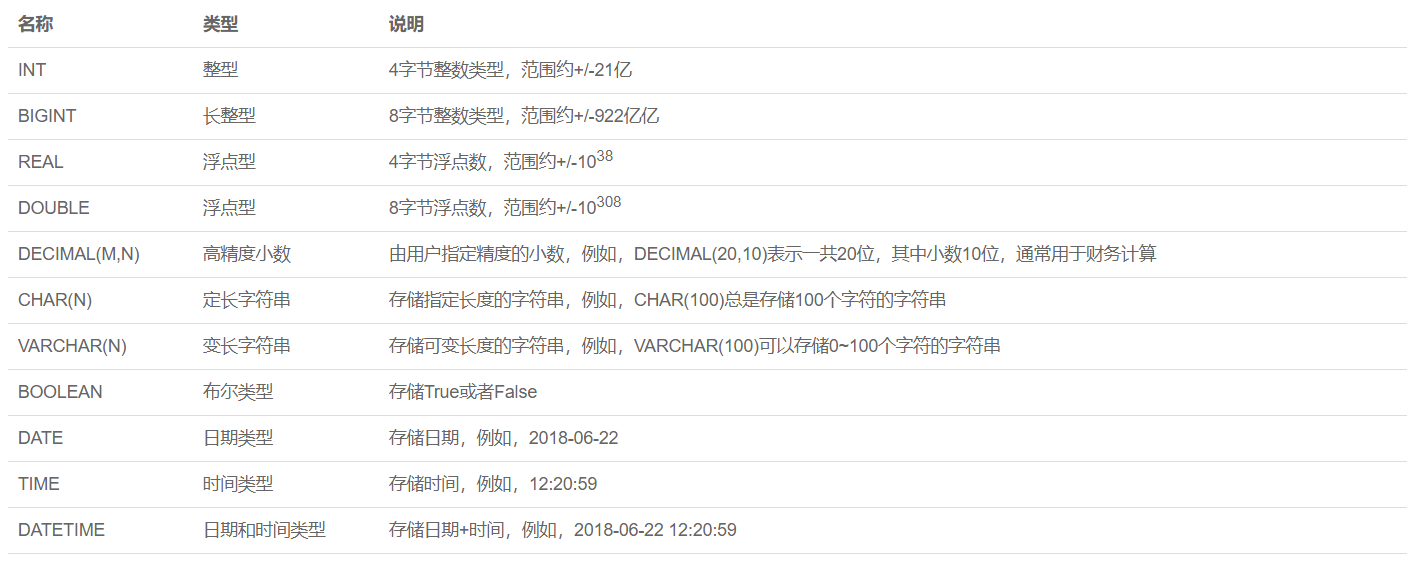 名称 类型 说明
INT 整型 4字节整数类型，范围约+/-21亿
BIGINT 长整型 8字节整数类型，范围约+/-922亿亿
REAL 浮点型 4字节浮点数，范围约+/-10³⁸
DOUBLE 浮点型 8字节浮点数，范围约+/-10³⁰⁸
DECIMAL(M,N) 高精度小数 由用户指定精度的小数，例如，DECIMAL(20,10)表示一共20位，其中小数10位，通常用于财务计算
CHAR(N) 定长字符串 存储指定长度的字符串，例如，CHAR(100)总是存储100个字符的字符串
VARCHAR(N) 变长字符串 存储可变长度的字符串，例如，VARCHAR(100)可以存储0~100个字符的字符串
BOOLEAN 布尔类型 存储True或者False
DATE 日期类型 存储日期，例如，2018-06-22
TIME 时间类型 存储时间，例如，12:20:59
DATETIME 日期和时间类型 存储日期+时间，例如，2018-06-22 12:20:59